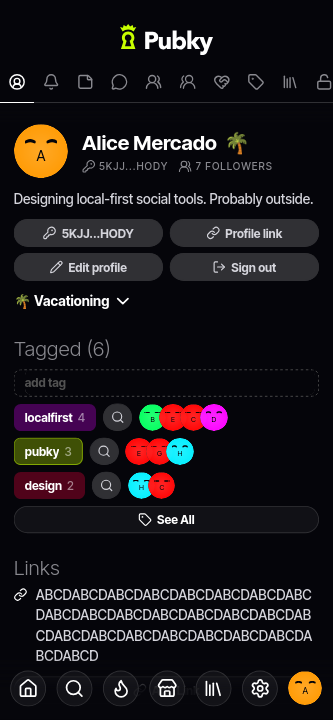 Pubky
Alice Mercado 🌴
5KJJ...HODY 7 FOLLOWERS
Designing local-first social tools. Probably outside.
5KJJ...HODY Profile link
Edit profile Sign out
🌴 Vacationing
Tagged (6)
add tag
localfirst 4 B E C D
pubky 3 E G H
design 2 H C
See All
Links
ABCDABCDABCDABCDABCDABCDABCDABC
DABCDABCDABCDABCDABCDABCDABCDAB
CDABCDABCDABCDABCDABCDABCDABCDA
BCDABCD
A